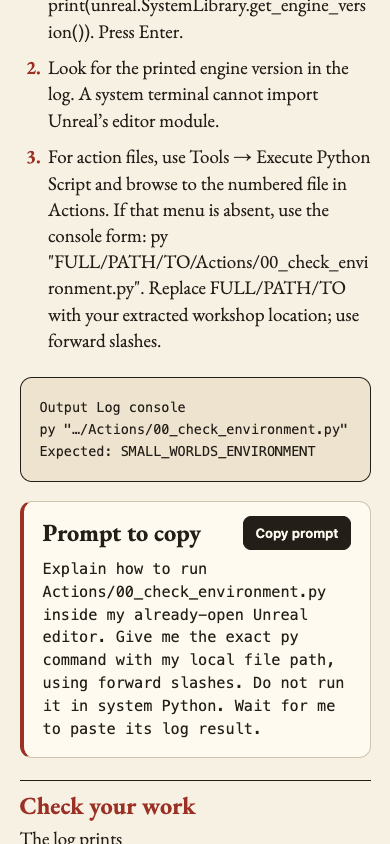 print(unreal.SystemLibrary.get_engine_vers
ion()). Press Enter.
2. Look for the printed engine version in the
log. A system terminal cannot import
Unreal’s editor module.
3. For action files, use Tools → Execute Python
Script and browse to the numbered file in
Actions. If that menu is absent, use the
console form: py
"FULL/PATH/TO/Actions/00_check_envi
ronment.py". Replace FULL/PATH/TO
with your extracted workshop location; use
forward slashes.
Output Log console
py "…/Actions/00_check_environment.py"
Expected: SMALL_WORLDS_ENVIRONMENT
Prompt to copy
Copy prompt
Explain how to run
Actions/00_check_environment.py
inside my already-open Unreal
editor. Give me the exact py
command with my local file path,
using forward slashes. Do not run
it in system Python. Wait for me
to paste its log result.
Check your work
The log prints